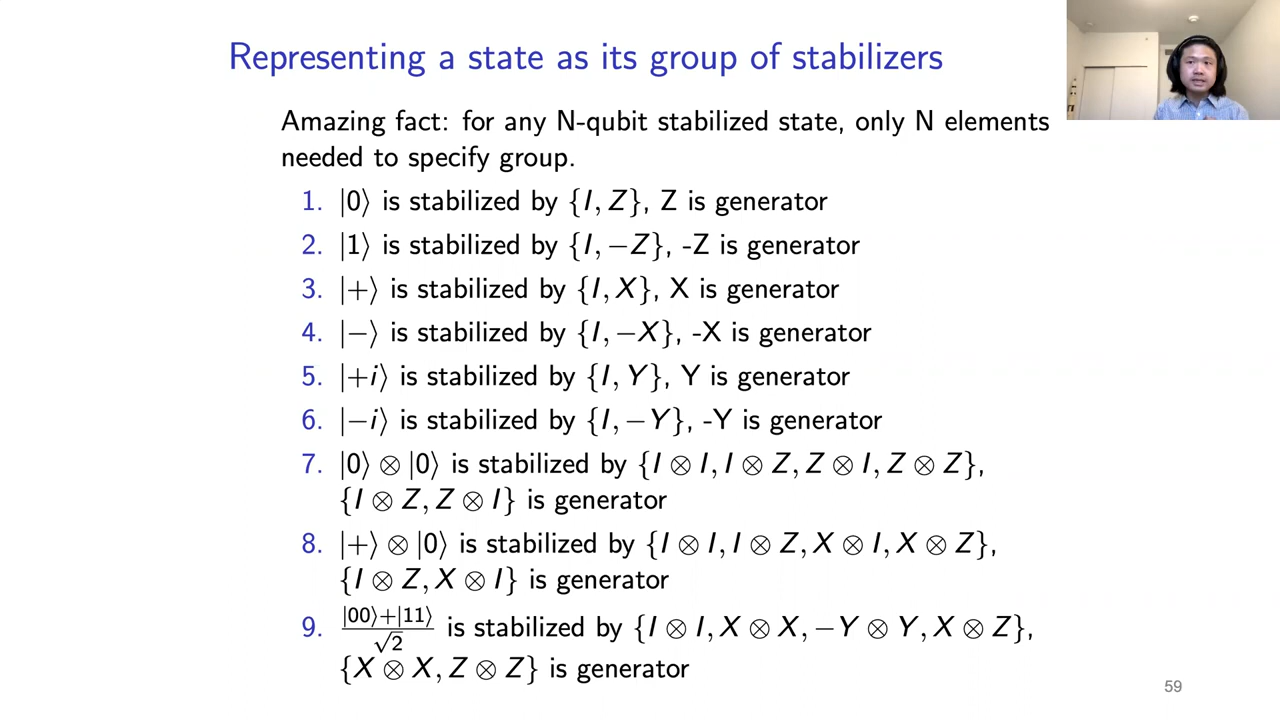 Representing a state as its group of stabilizers
Amazing fact: for any N-qubit stabilized state, only N elements
needed to specify group.
1. |0⟩ is stabilized by {I, Z}, Z is generator
2. |1⟩ is stabilized by {I, −Z}, -Z is generator
3. |+⟩ is stabilized by {I, X}, X is generator
4. |−⟩ is stabilized by {I, −X}, -X is generator
5. |+i⟩ is stabilized by {I, Y}, Y is generator
6. |−i⟩ is stabilized by {I, −Y}, -Y is generator
7. |0⟩ ⊗ |0⟩ is stabilized by {I ⊗ I, I ⊗ Z, Z ⊗ I, Z ⊗ Z},
{I ⊗ Z, Z ⊗ I} is generator
8. |+⟩ ⊗ |0⟩ is stabilized by {I ⊗ I, I ⊗ Z, X ⊗ I, X ⊗ Z},
{I ⊗ Z, X ⊗ I} is generator
9. |00⟩+|11⟩/√2 is stabilized by {I ⊗ I, X ⊗ X, −Y ⊗ Y, X ⊗ Z},
{X ⊗ X, Z ⊗ Z} is generator
59